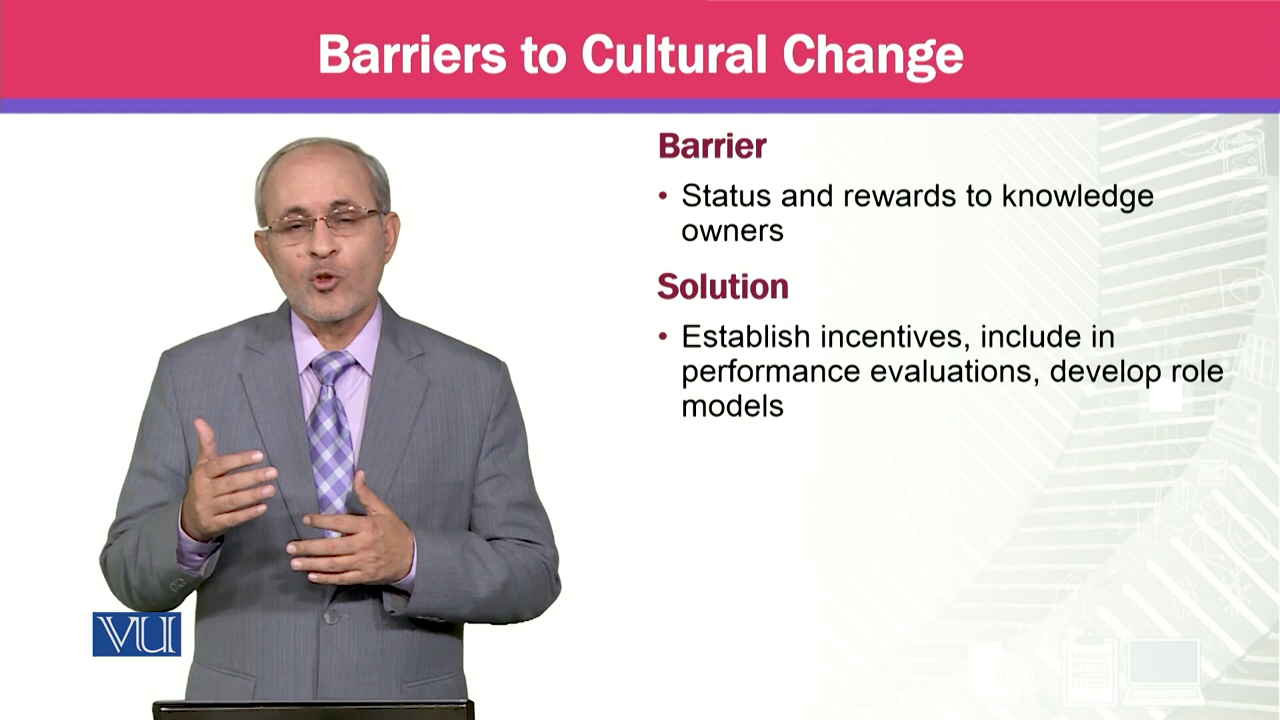 Barriers to Cultural Change
Barrier
• Status and rewards to knowledge
owners
Solution
• Establish incentives, include in
performance evaluations, develop role
models
VU